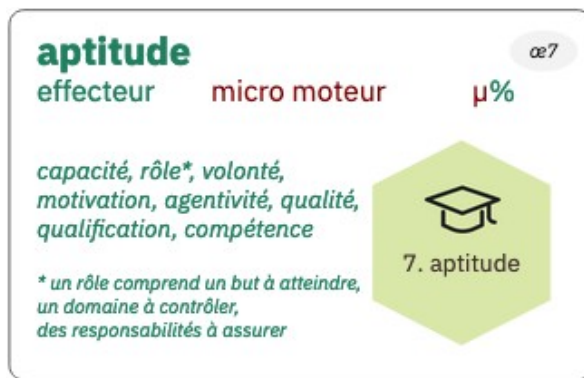 aptitude
œ7
effecteur micro moteur µ%
capacité, rôle*, volonté,
motivation, agentivité, qualité,
qualification, compétence
7. aptitude
* un rôle comprend un but à atteindre,
un domaine à contrôler,
des responsabilités à assurer